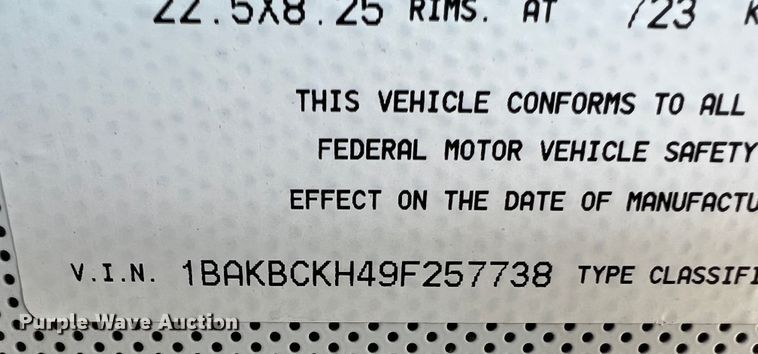 22.5X8.25 RIMS. AT /723 K
THIS VEHICLE CONFORMS TO ALL
FEDERAL MOTOR VEHICLE SAFETY
EFFECT ON THE DATE OF MANUFACTU
V.I.N. 1BAKBCKH49F257738 TYPE CLASSIFI
Purple Wave Auction